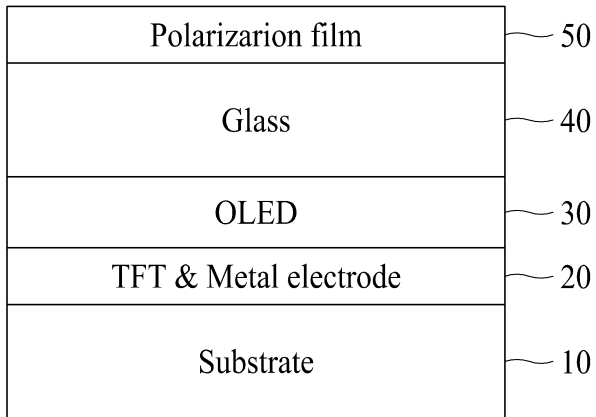 Polarizarion film 50
Glass 40
OLED 30
TFT & Metal electrode 20
Substrate 10